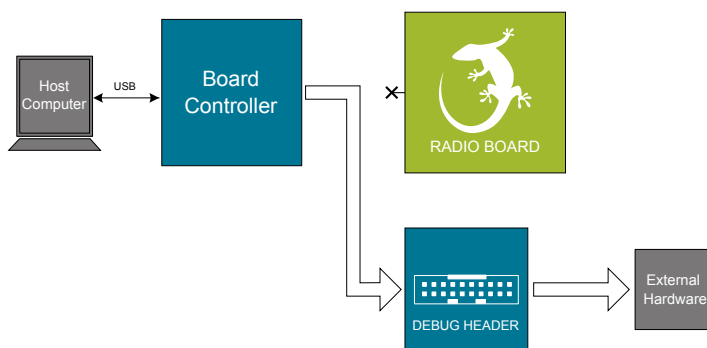 Host
Computer
USB
Board
Controller
RADIO BOARD
DEBUG HEADER
External
Hardware